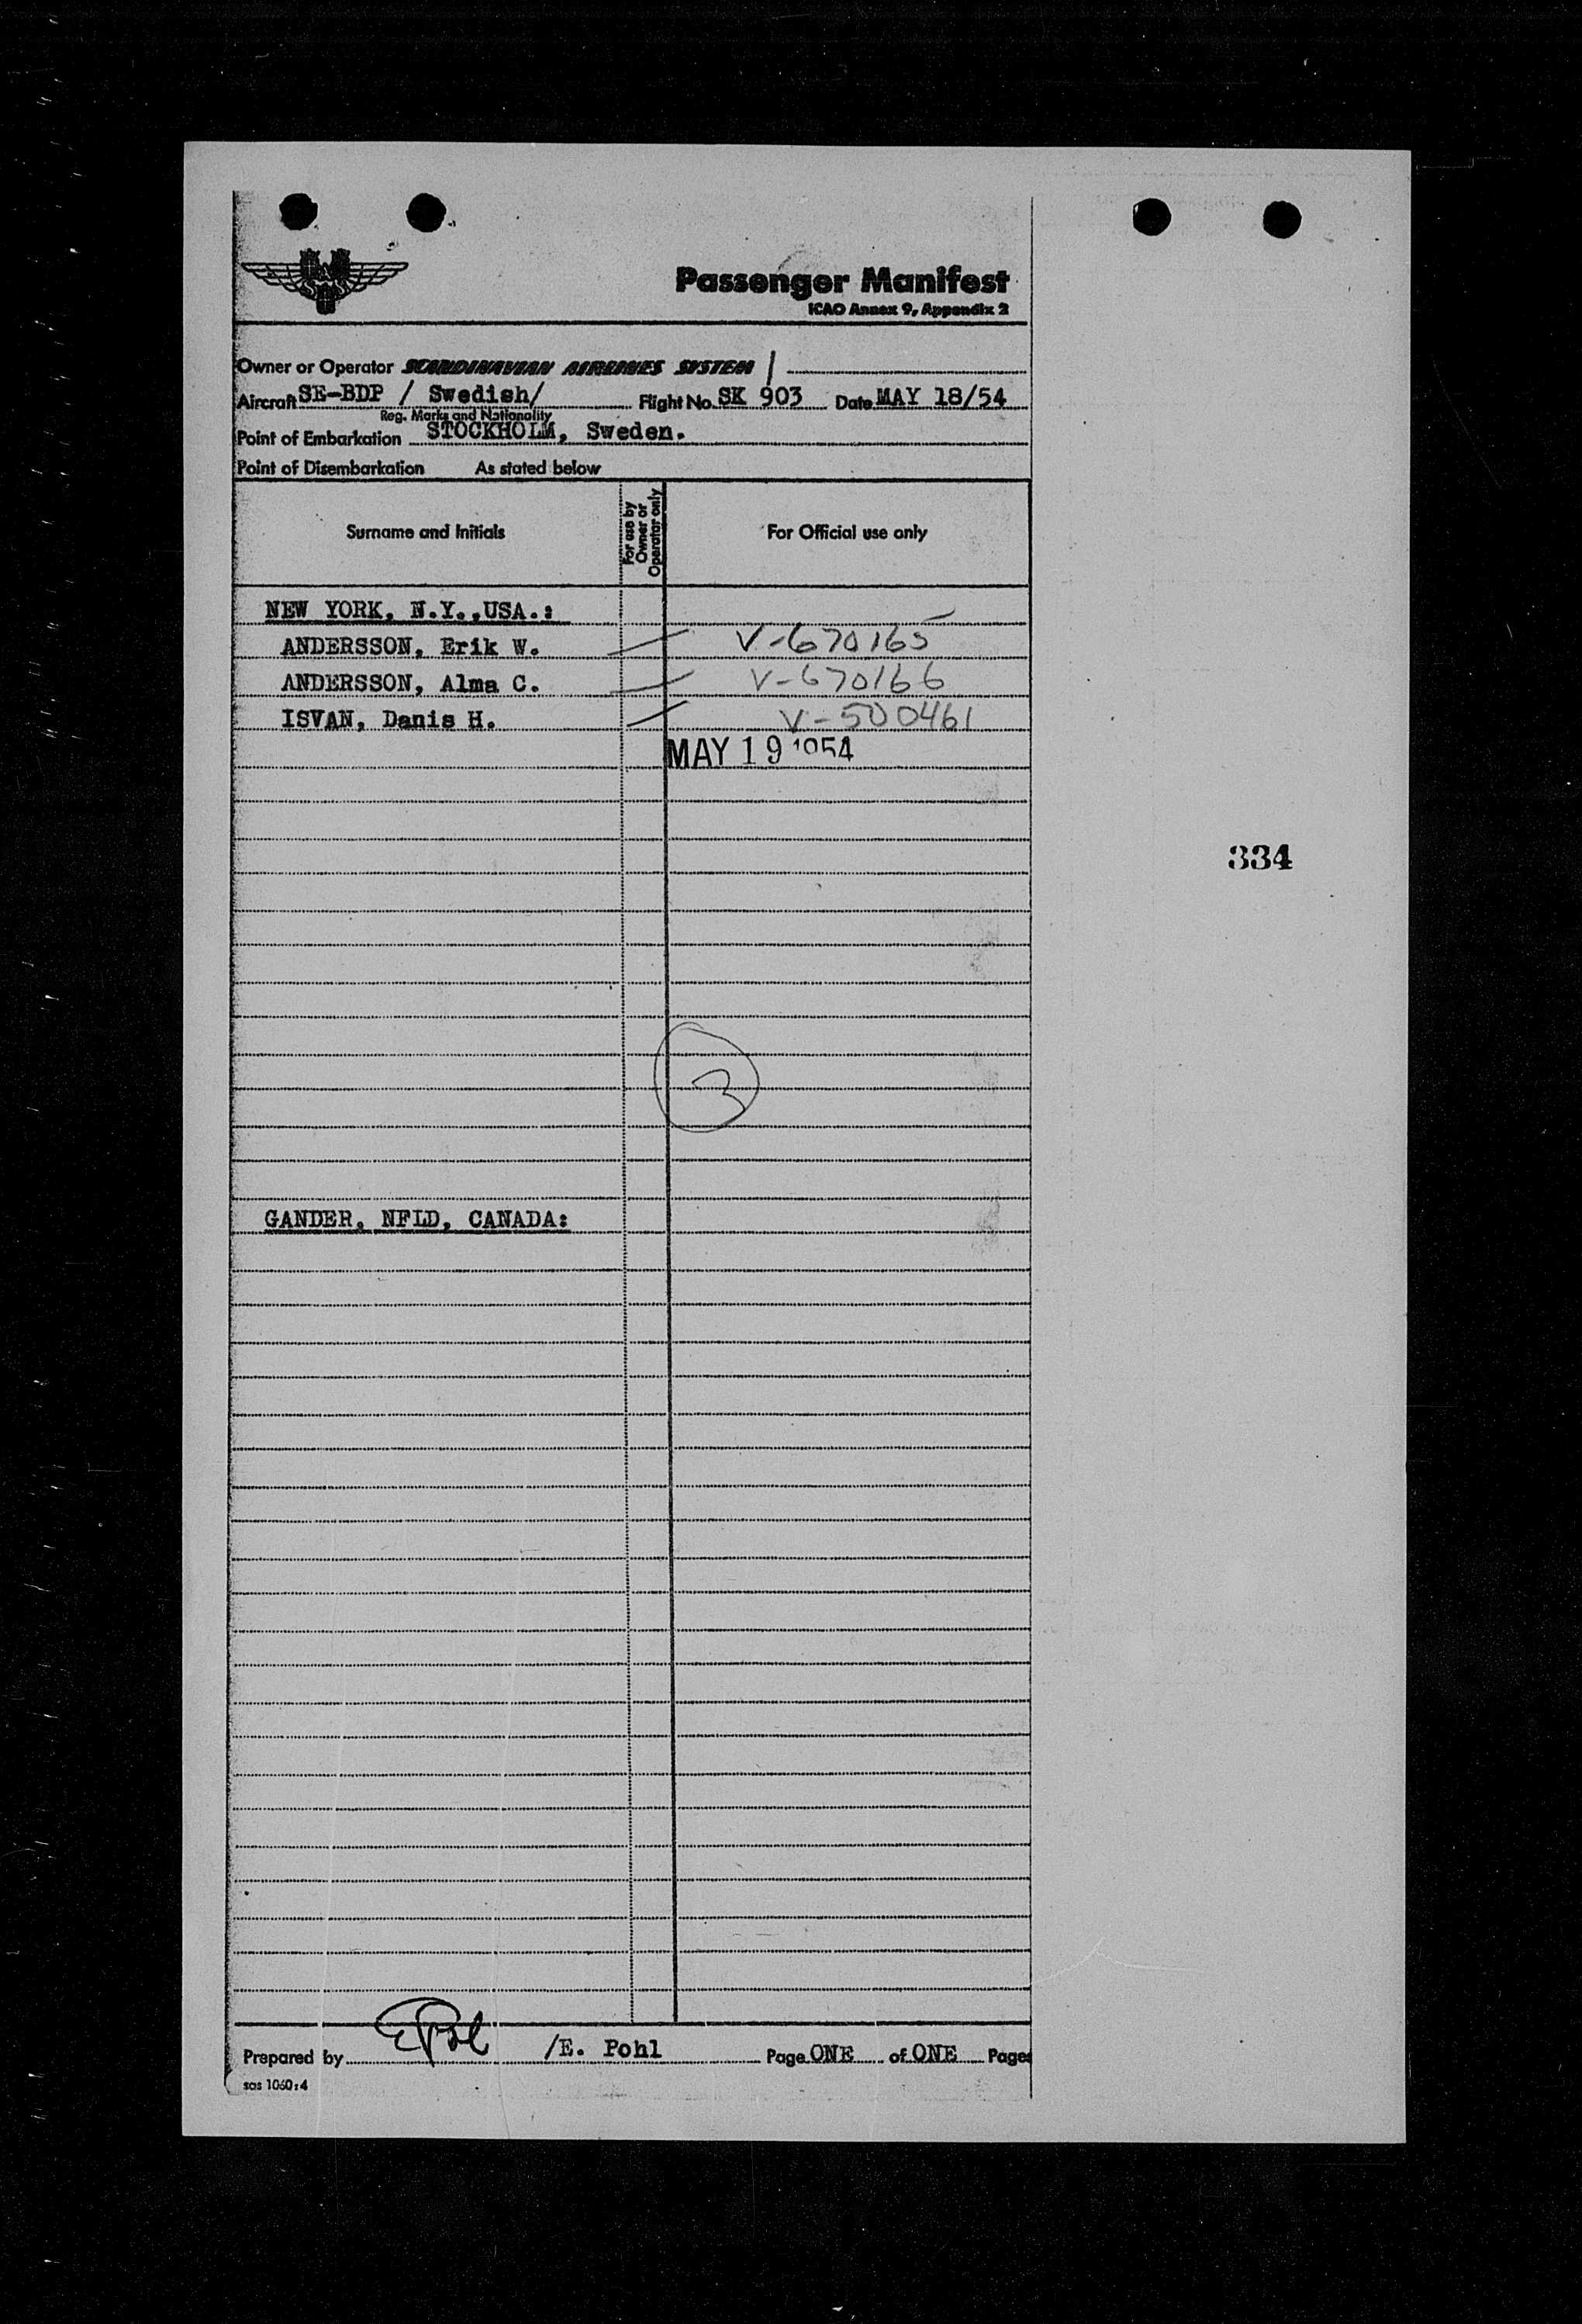 SAS
Passenger Manifest
ICAO Annex 9, Appendix 2
Owner or Operator SCANDINAVIAN AIRLINES SYSTEM /
Aircraft SE-BDP / Swedish/ Flight No. SK 903 Date MAY 18/54
Reg. Marks and Nationality
Point of Embarkation STOCKHOLM, Sweden.
Point of Disembarkation As stated below
Surname and Initials
For use by
Owner or
Operator only
For Official use only
NEW YORK, N.Y.,USA.:
ANDERSSON, Erik W. V-670165
ANDERSSON, Alma C. V-670166
ISVAN, Danis H. V-500461
MAY 19 1954
334
3
GANDER, NFLD, CANADA:
Prepared by EPohl /E. Pohl Page ONE of ONE Pages
sas 1060:4